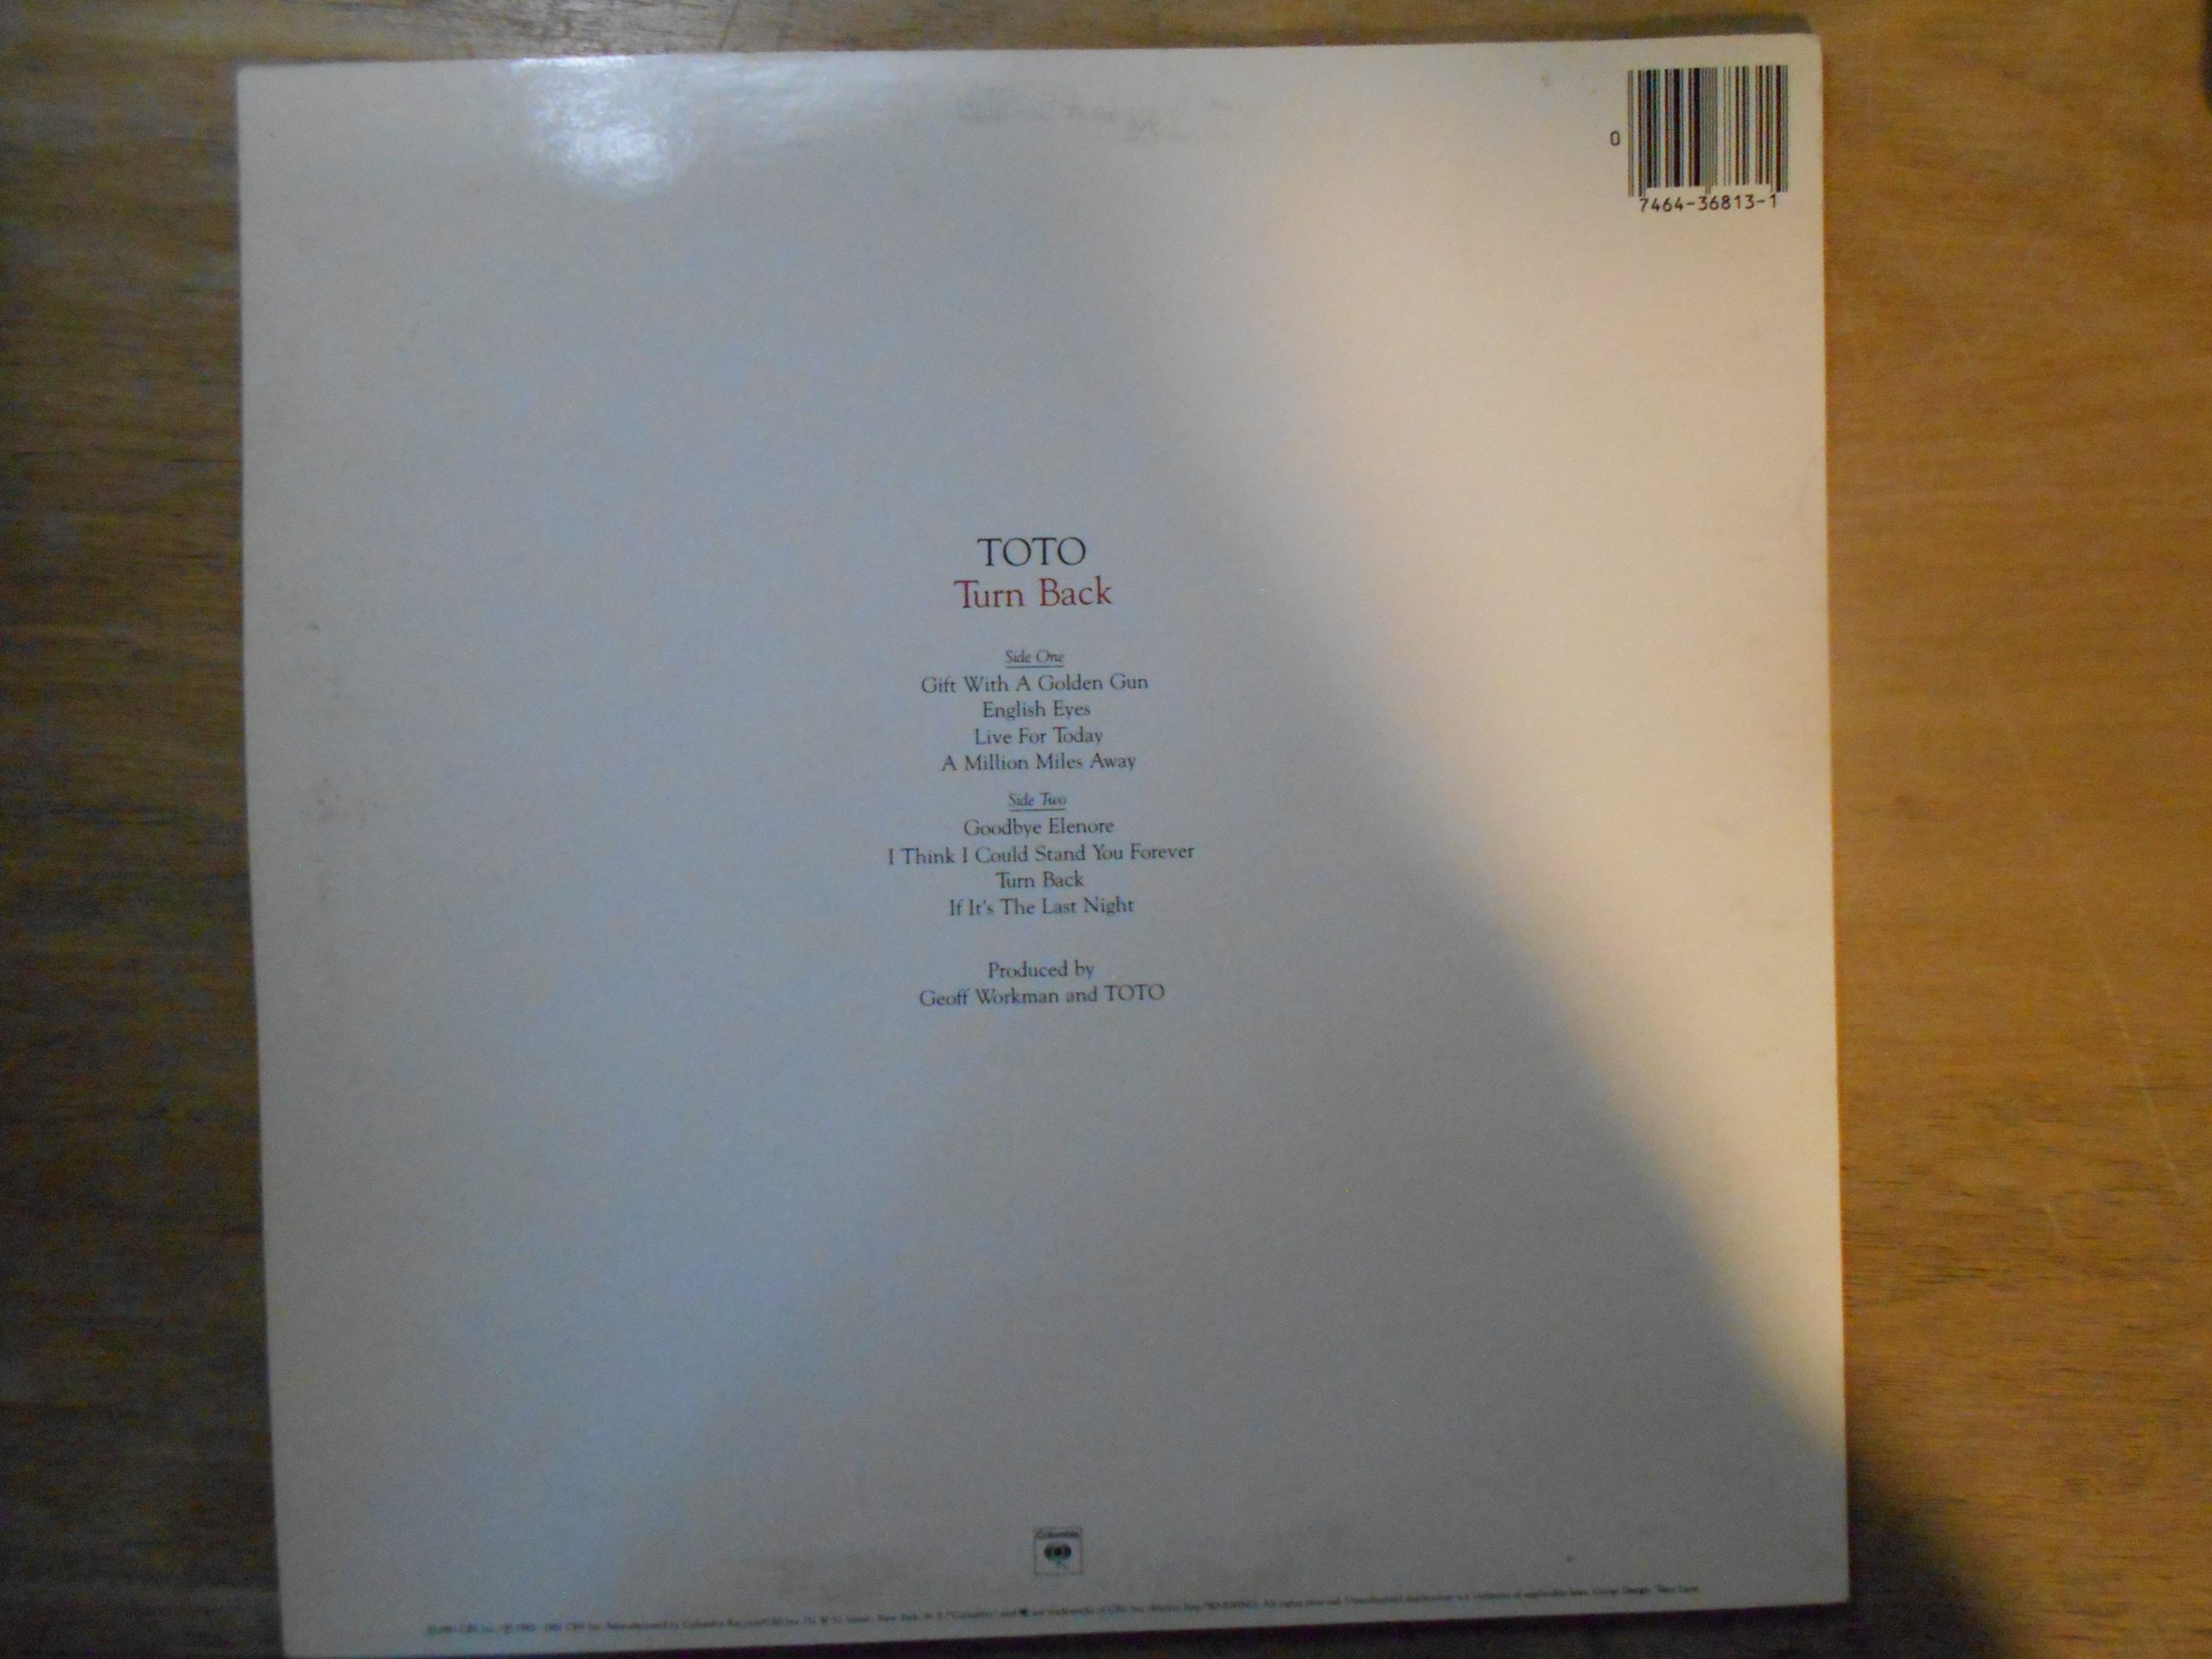 0
7464-36813-1
TOTO
Turn Back
Side One
Gift With A Golden Gun
English Eyes
Live For Today
A Million Miles Away
Side Two
Goodbye Elenore
I Think I Could Stand You Forever
Turn Back
If It's The Last Night
Produced by
Geoff Workman and TOTO
Columbia